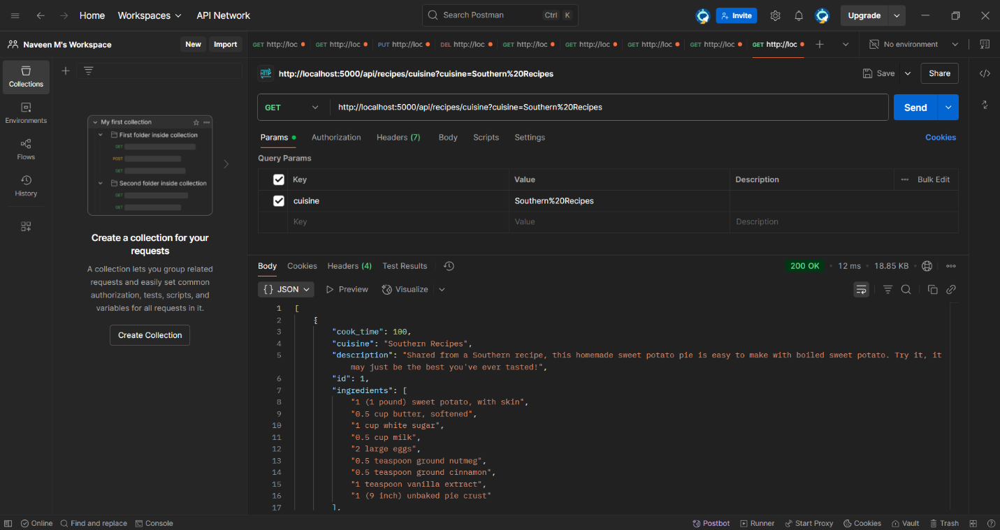 Home Workspaces API Network Search Postman Ctrl K Invite Upgrade
Naveen M's Workspace New Import GET http://loc GET http://loc PUT http://loc DEL http://loc GET http://loc GET http://loc GET http://loc GET http://loc GET http://loc No environment
Collections
Environments
Flows
History
My first collection
First folder inside collection
GET
POST
GET
Second folder inside collection
GET
GET
Create a collection for your
requests
A collection lets you group related
requests and easily set common
authorization, tests, scripts, and
variables for all requests in it.
Create Collection
HTTP http://localhost:5000/api/recipes/cuisine?cuisine=Southern%20Recipes Save Share
GET http://localhost:5000/api/recipes/cuisine?cuisine=Southern%20Recipes Send
Params Authorization Headers (7) Body Scripts Settings Cookies
Query Params
Key Value Description Bulk Edit
cuisine Southern%20Recipes
Key Value Description
Body Cookies Headers (4) Test Results 200 OK 12 ms 18.85 KB
{} JSON Preview Visualize
1 [
2 {
3 "cook_time": 100,
4 "cuisine": "Southern Recipes",
5 "description": "Shared from a Southern recipe, this homemade sweet potato pie is easy to make with boiled sweet potato. Try it, it
may just be the best you've ever tasted!",
6 "id": 1,
7 "ingredients": [
8 "1 (1 pound) sweet potato, with skin",
9 "0.5 cup butter, softened",
10 "1 cup white sugar",
11 "0.5 cup milk",
12 "2 large eggs",
13 "0.5 teaspoon ground nutmeg",
14 "0.5 teaspoon ground cinnamon",
15 "1 teaspoon vanilla extract",
16 "1 (9 inch) unbaked pie crust"
17 ],
Online Find and replace Console Postbot Runner Start Proxy Cookies Vault Trash